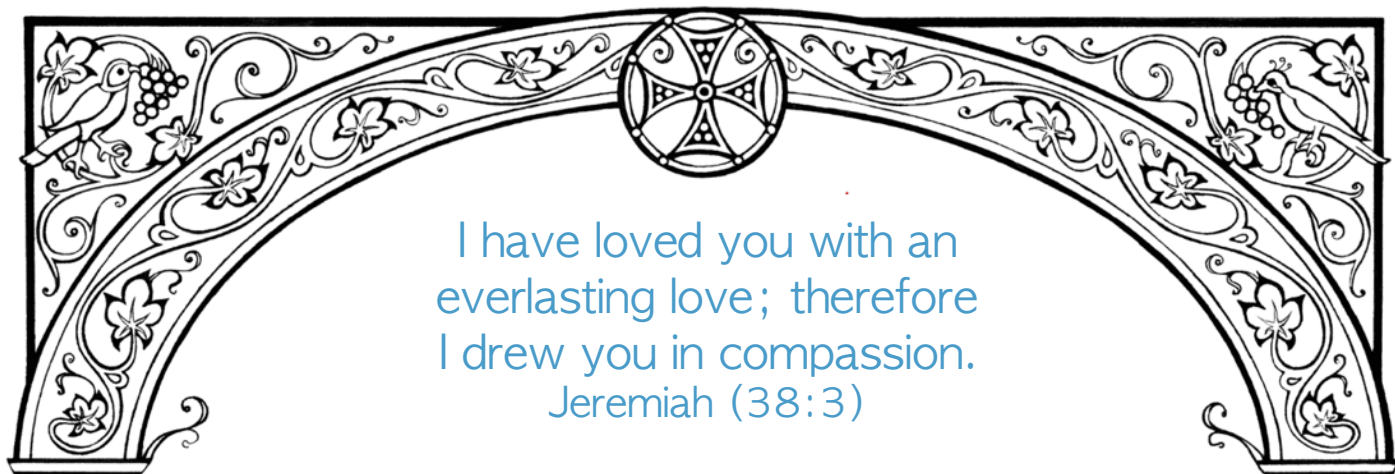 I have loved you with an
everlasting love; therefore
I drew you in compassion.
Jeremiah (38:3)